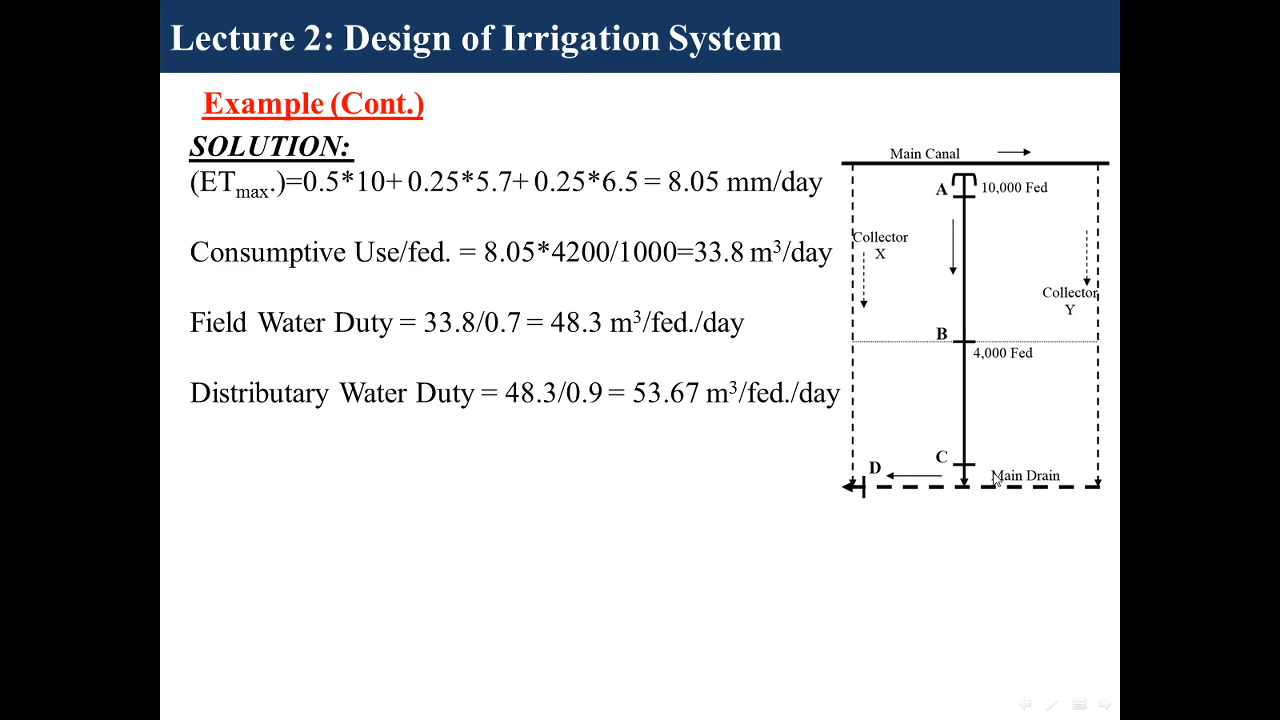 Lecture 2: Design of Irrigation System
Example (Cont.)
SOLUTION:
(ETmax.)=0.5*10+ 0.25*5.7+ 0.25*6.5 = 8.05 mm/day
Consumptive Use/fed. = 8.05*4200/1000=33.8 m³/day
Field Water Duty = 33.8/0.7 = 48.3 m³/fed./day
Distributary Water Duty = 48.3/0.9 = 53.67 m³/fed./day
Main Canal
A
10,000 Fed
Collector
X
Collector
Y
B
4,000 Fed
C
D
Main Drain